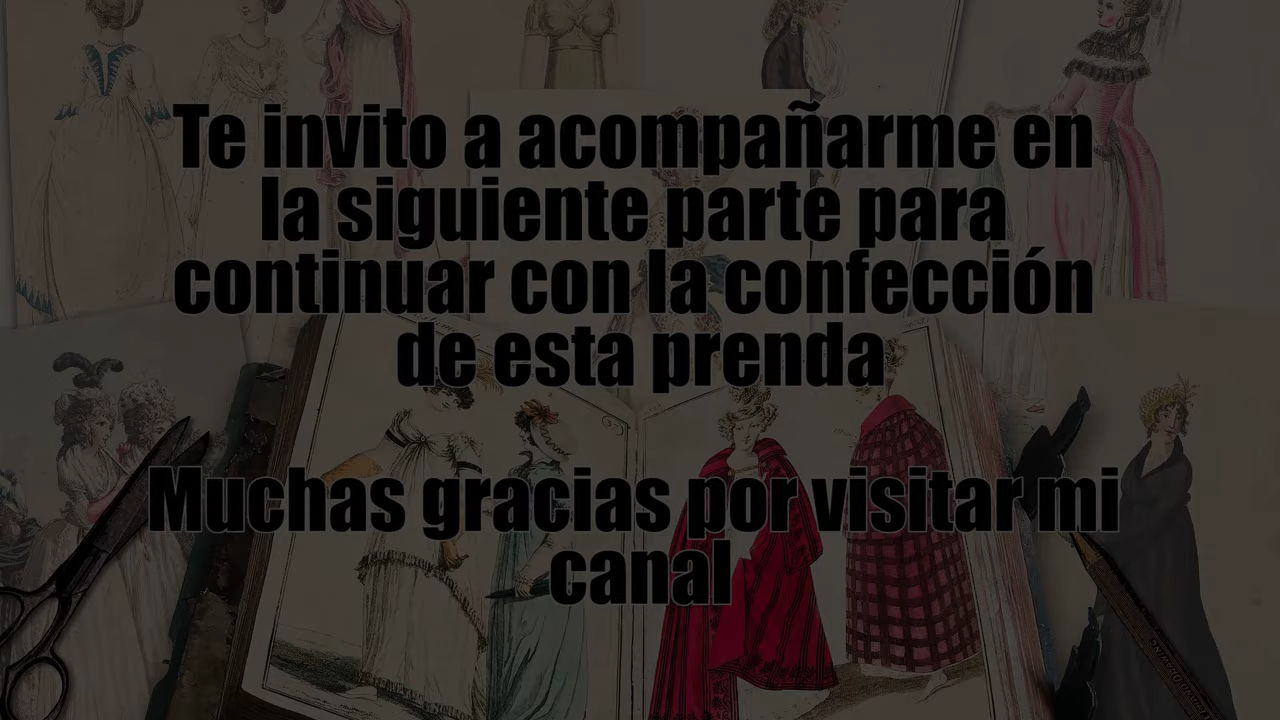 Te invito a acompañarme en
la siguiente parte para
continuar con la confección
de esta prenda
Muchas gracias por visitar mi
canal